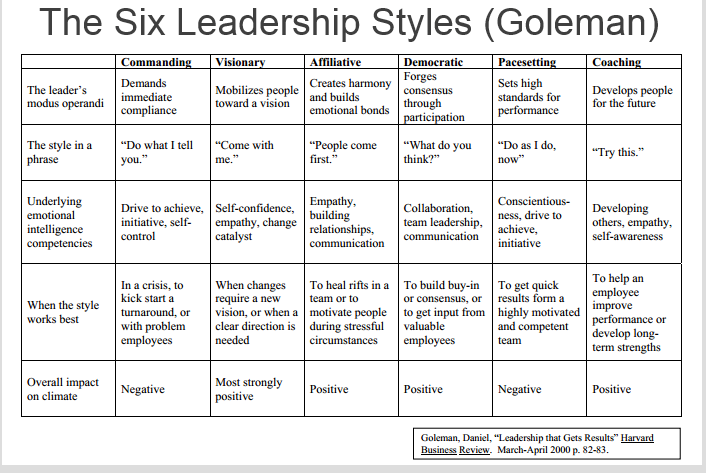 The Six Leadership Styles (Goleman)
Commanding Visionary Affiliative Democratic Pacesetting Coaching
The leader's
modus operandi
Demands
immediate
compliance
Mobilizes people
toward a vision
Creates harmony
and builds
emotional bonds
Forges
consensus
through
participation
Sets high
standards for
performance
Develops people
for the future
The style in a
phrase
“Do what I tell
you.”
“Come with
me.”
“People come
first.”
“What do you
think?”
“Do as I do,
now”
“Try this.”
Underlying
emotional
intelligence
competencies
Drive to achieve,
initiative, self-
control
Self-confidence,
empathy, change
catalyst
Empathy,
building
relationships,
communication
Collaboration,
team leadership,
communication
Conscientious-
ness, drive to
achieve,
initiative
Developing
others, empathy,
self-awareness
When the style
works best
In a crisis, to
kick start a
turnaround, or
with problem
employees
When changes
require a new
vision, or when a
clear direction is
needed
To heal rifts in a
team or to
motivate people
during stressful
circumstances
To build buy-in
or consensus, or
to get input from
valuable
employees
To get quick
results form a
highly motivated
and competent
team
To help an
employee
improve
performance or
develop long-
term strengths
Overall impact
on climate
Negative
Most strongly
positive
Positive
Positive
Negative
Positive
Goleman, Daniel, “Leadership that Gets Results” Harvard
Business Review. March-April 2000 p. 82-83.